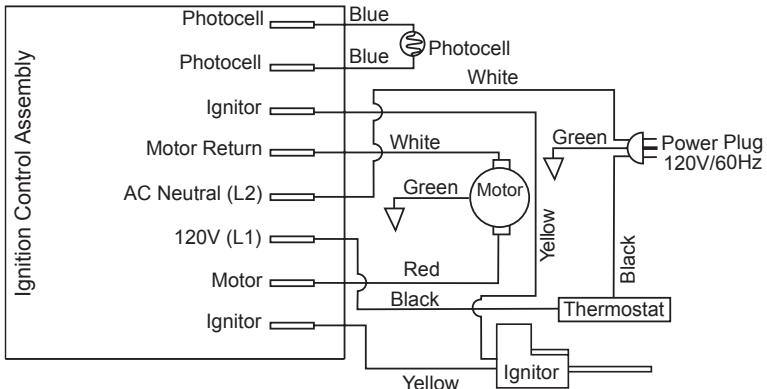 Ignition Control Assembly
Photocell
Blue
Photocell
Blue
Photocell
White
Ignitor
Green
Power Plug
120V/60Hz
Motor Return
White
AC Neutral (L2)
Green
Motor
120V (L1)
Yellow
Black
Motor
Red
Black
Thermostat
Ignitor
Yellow
Ignitor